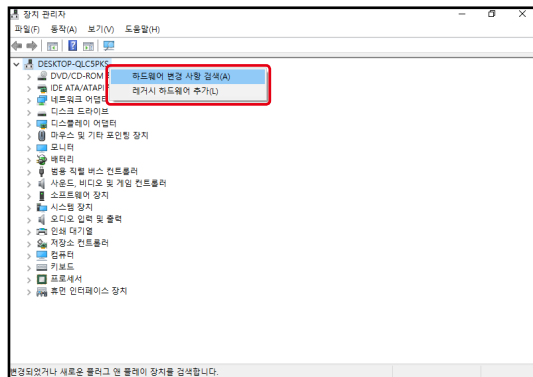 장치 관리자
파일(F) 동작(A) 보기(V) 도움말(H)
DESKTOP-QLC5PKS
DVD/CD-ROM
하드웨어 변경 사항 검색(A)
IDE ATA/ATAPI
레거시 하드웨어 추가(L)
네트워크 어댑터
디스크 드라이브
디스플레이 어댑터
마우스 및 기타 포인팅 장치
모니터
배터리
범용 직렬 버스 컨트롤러
사운드, 비디오 및 게임 컨트롤러
소프트웨어 장치
시스템 장치
오디오 입력 및 출력
인쇄 대기열
저장소 컨트롤러
컴퓨터
키보드
프로세서
휴먼 인터페이스 장치
변경되었거나 새로운 플러그 앤 플레이 장치를 검색합니다.